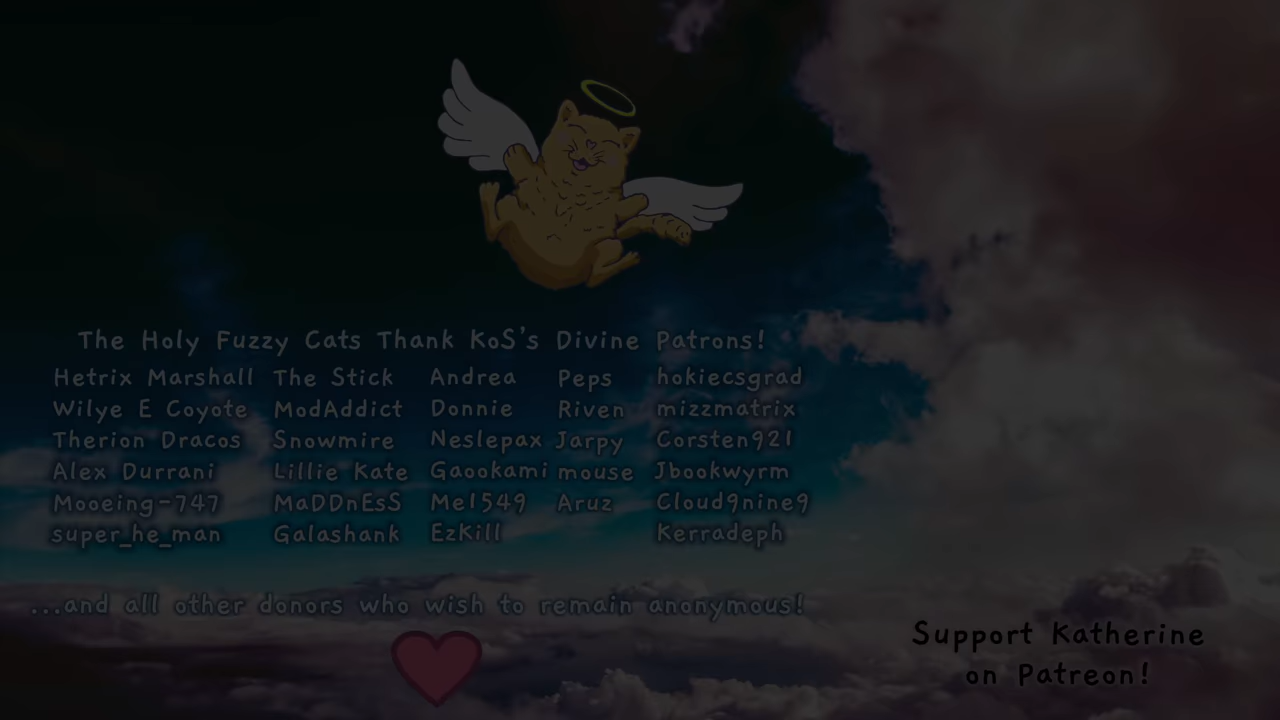 The Holy Fuzzy Cats Thank KoS's Divine Patrons!
Hetrix Marshall The Stick Andrea Peps hokiecsgrad
Wilye E Coyote ModAddict Donnie Riven mizzmatrix
Therion Dracos Snowmire Neslepax Jarpy Corsten921
Alex Durrani Lillie Kate Gaookami mouse Jbookwyrm
Mooeing-747 MaDDnEsS Mel549 Aruz Cloud9nine9
super_he_man Galashank EzKill Kerradeph
...and all other donors who wish to remain anonymous!
Support Katherine
on Patreon!